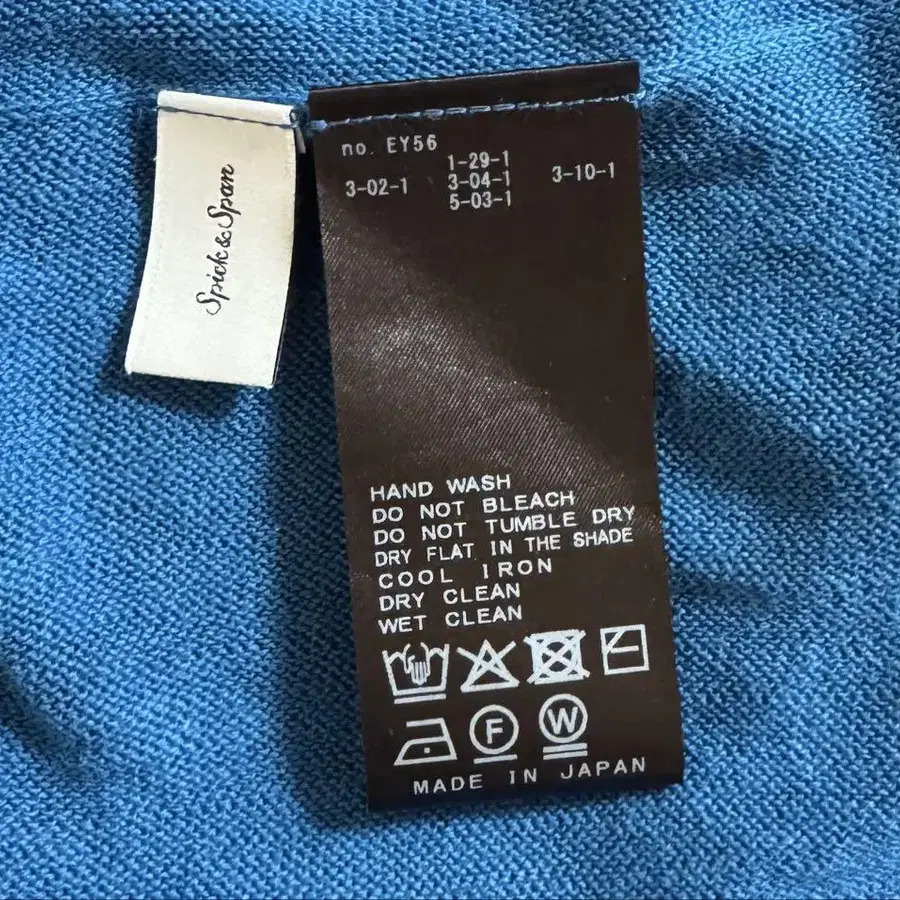 Spick & Span
no. EY56
1-29-1
3-02-1 3-04-1 3-10-1
5-03-1
HAND WASH
DO NOT BLEACH
DO NOT TUMBLE DRY
DRY FLAT IN THE SHADE
COOL IRON
DRY CLEAN
WET CLEAN
F W
MADE IN JAPAN